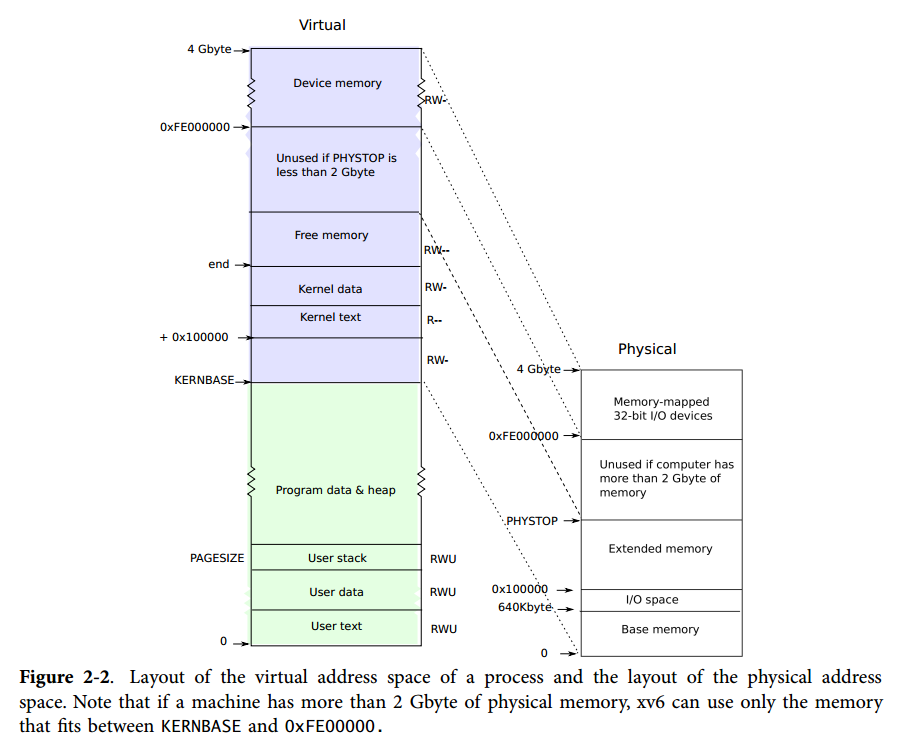 Virtual
4 Gbyte
Device memory
RW-
0xFE000000
Unused if PHYSTOP is
less than 2 Gbyte
Free memory
RW--
end
Kernel data
RW-
Kernel text
R--
+ 0x100000
RW-
KERNBASE
Program data & heap
PAGESIZE
User stack
RWU
User data
RWU
User text
RWU
0
Physical
4 Gbyte
Memory-mapped
32-bit I/O devices
0xFE000000
Unused if computer has
more than 2 Gbyte of
memory
PHYSTOP
Extended memory
0x100000
I/O space
640Kbyte
Base memory
0
Figure 2-2. Layout of the virtual address space of a process and the layout of the physical address
space. Note that if a machine has more than 2 Gbyte of physical memory, xv6 can use only the memory
that fits between KERNBASE and 0xFE00000.